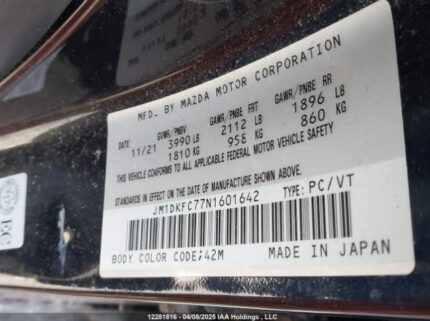 MFD. BY MAZDA MOTOR CORPORATION
GVWR/PNBV GAWR/PNBE FRT GAWR/PNBE RR
11/21 3990 LB 2112 LB 1896 LB
1810 KG 958 KG 860 KG
THIS VEHICLE CONFORMS TO ALL APPLICABLE FEDERAL MOTOR VEHICLE SAFETY
STANDARDS IN EFFECT ON THE DATE OF MANUFACTURE SHOWN ABOVE.
JM1DKFC77N1601642 TYPE: PC/VT
BODY COLOR CODE;42M MADE IN JAPAN
12281816 - 04/08/2025 IAA Holdings, LLC